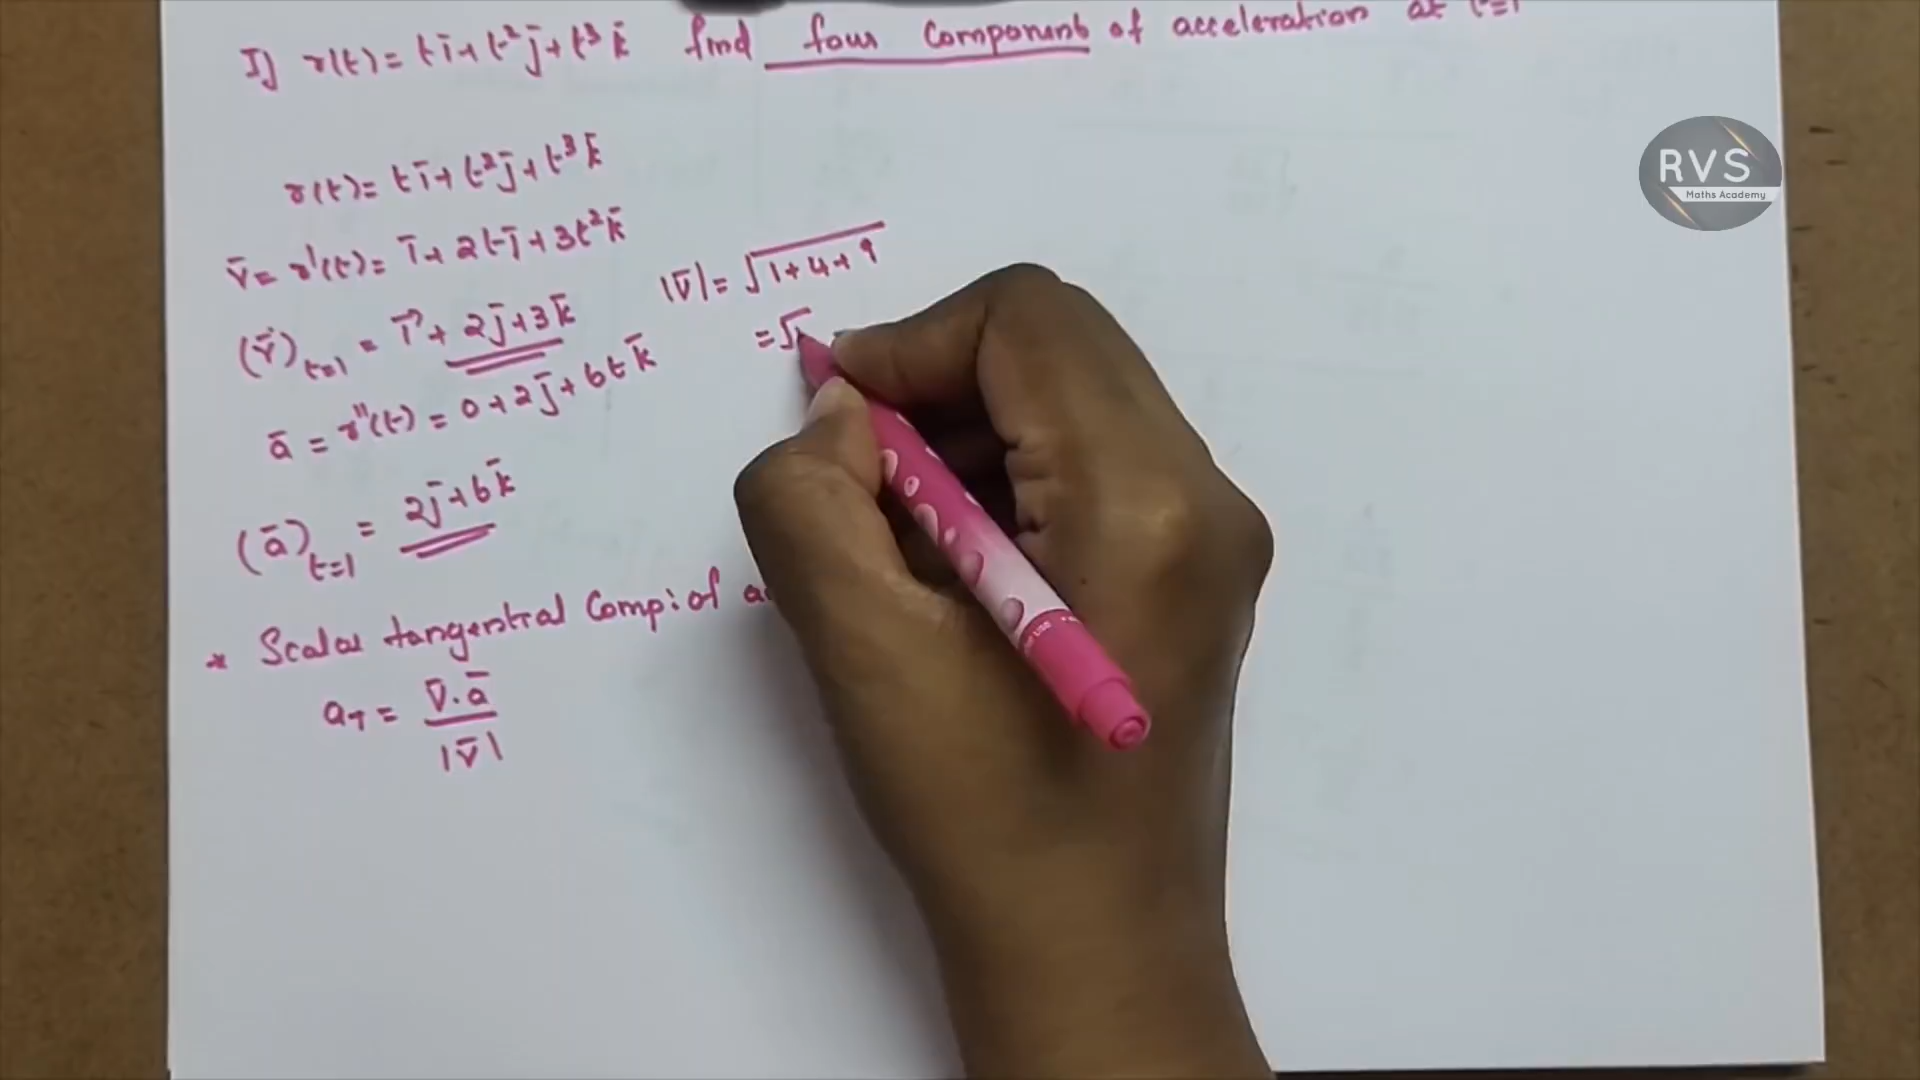 I) r(t) = ti̅ + t²j̅ + t³k̅ find four components of acceleration at t=1
r(t) = ti̅ + t²j̅ + t³k̅
v̅ = r'(t) = i̅ + 2tj̅ + 3t²k̅
|v̅| = √(1+4+9)
(v̅)t=1 = i⃗ + 2j̅ + 3k̅
= √1
a̅ = r''(t) = 0 + 2j̅ + 6tk̅
(a̅)t=1 = 2j̅ + 6k̅
* Scalar tangential Comp: of
aT = v̅.a̅ / |v̅|
RVS
Maths Academy